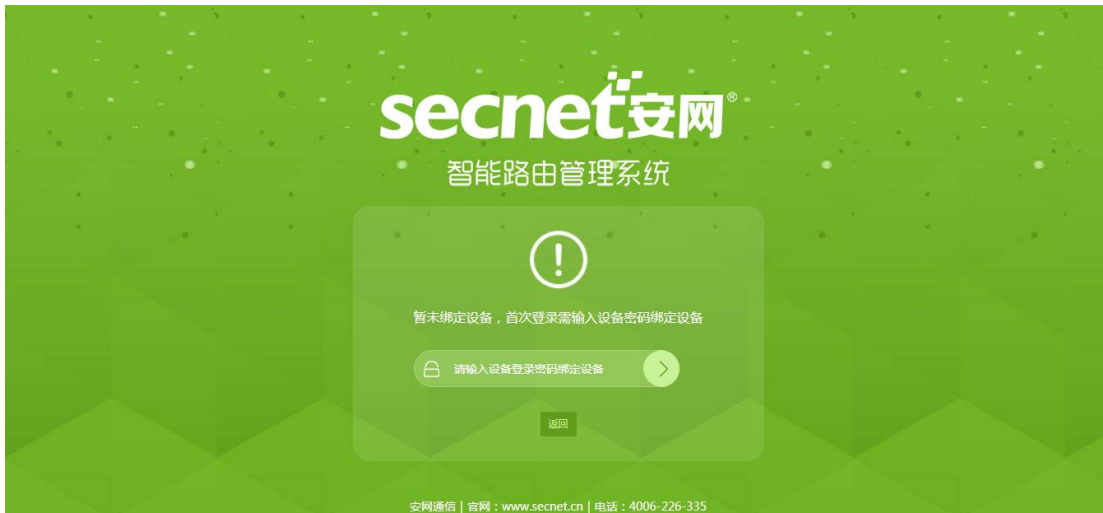 secnet安网®
智能路由管理系统
暂未绑定设备，首次登录需输入设备密码绑定设备
请输入设备登录密码绑定设备
返回
安网通信 | 官网：www.secnet.cn | 电话：4006-226-335